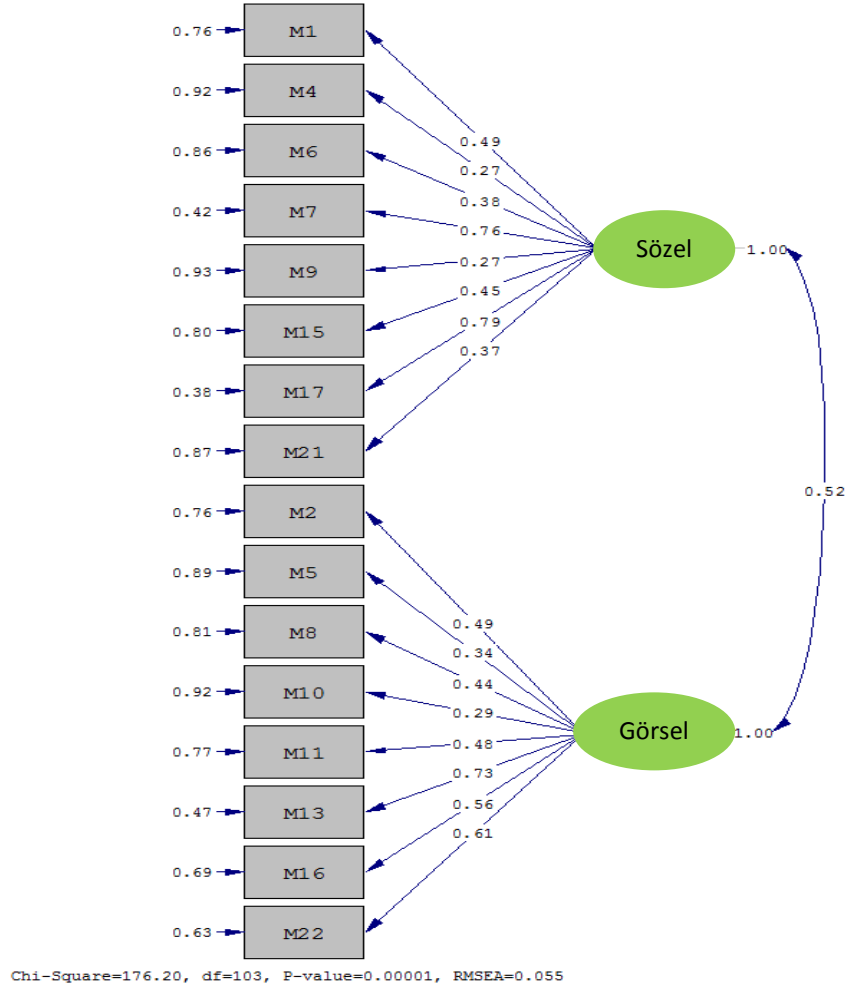 0.76 M1
0.92 M4
0.86 M6
0.42 M7
0.93 M9
0.80 M15
0.38 M17
0.87 M21
0.49
0.27
0.38
0.76
0.27
0.45
0.79
0.37
Sözel 1.00
0.52
0.76 M2
0.89 M5
0.81 M8
0.92 M10
0.77 M11
0.47 M13
0.69 M16
0.63 M22
0.49
0.34
0.44
0.29
0.48
0.73
0.56
0.61
Görsel 1.00
Chi-Square=176.20, df=103, P-value=0.00001, RMSEA=0.055